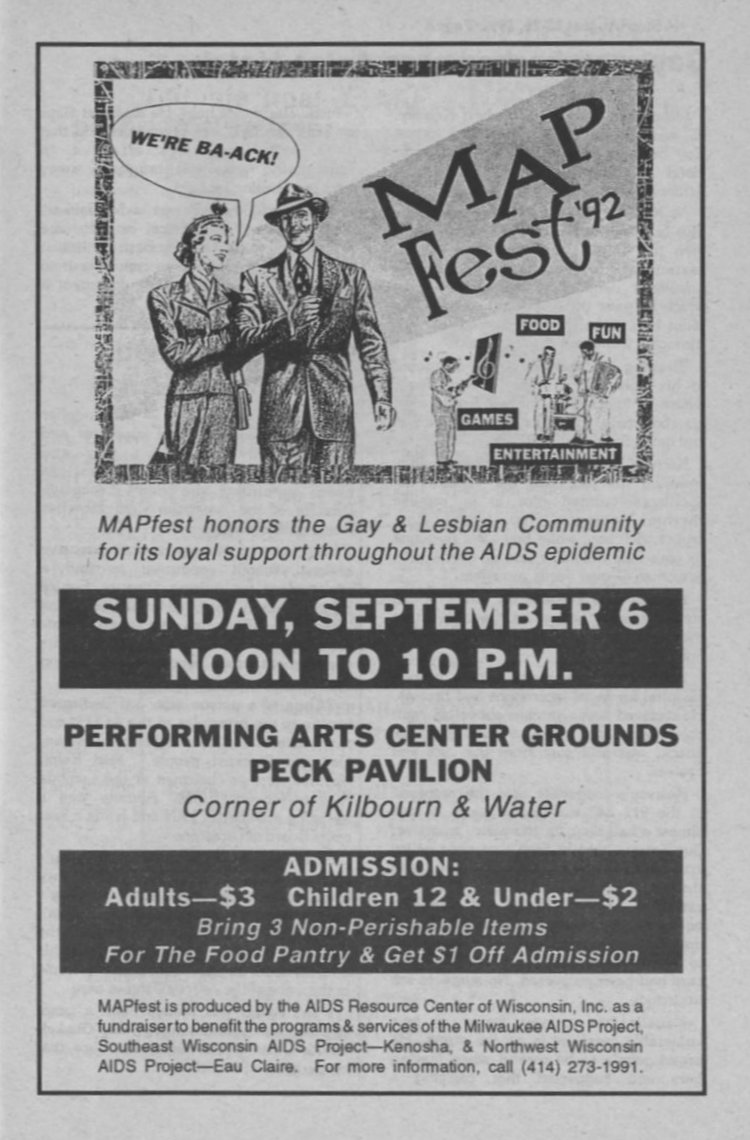 WE'RE BA-ACK!
MAP
Fest '92
FOOD
FUN
GAMES
ENTERTAINMENT
MAPfest honors the Gay & Lesbian Community
for its loyal support throughout the AIDS epidemic
SUNDAY, SEPTEMBER 6
NOON TO 10 P.M.
PERFORMING ARTS CENTER GROUNDS
PECK PAVILION
Corner of Kilbourn & Water
ADMISSION:
Adults—$3 Children 12 & Under—$2
Bring 3 Non-Perishable Items
For The Food Pantry & Get $1 Off Admission
MAPfest is produced by the AIDS Resource Center of Wisconsin, Inc. as a
fundraiser to benefit the programs & services of the Milwaukee AIDS Project,
Southeast Wisconsin AIDS Project—Kenosha, & Northwest Wisconsin
AIDS Project—Eau Claire. For more information, call (414) 273-1991.